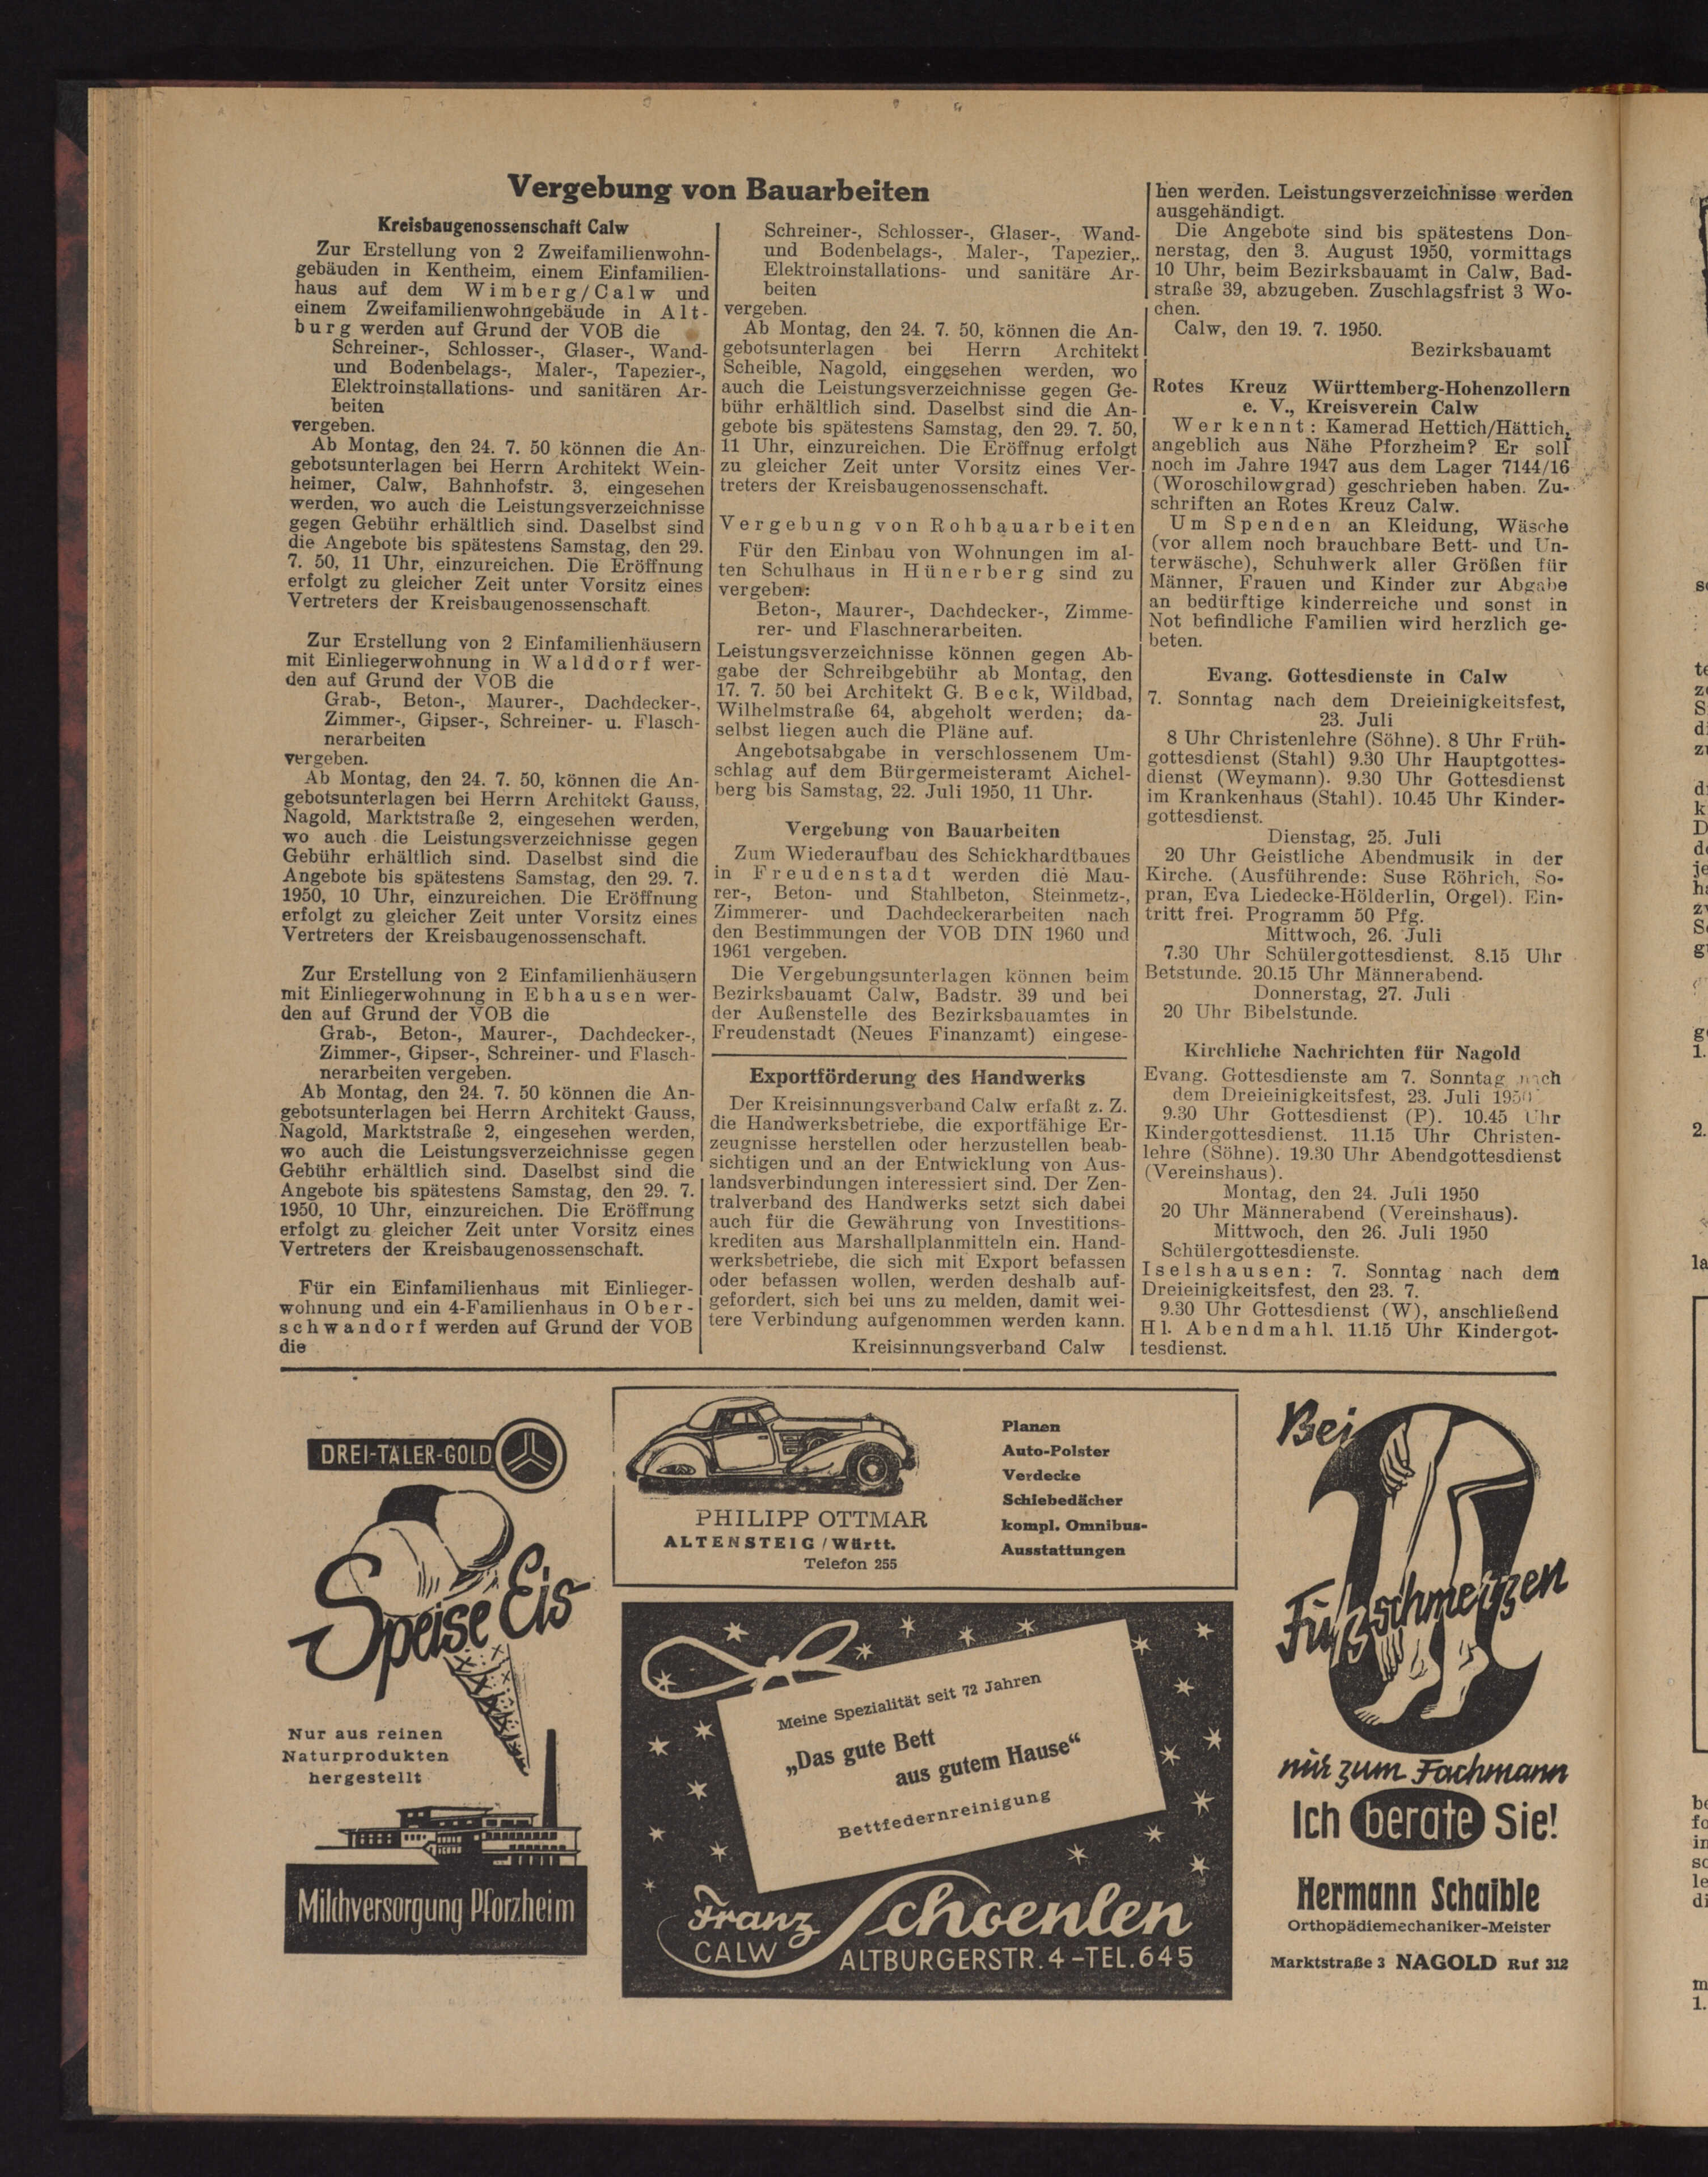 Vergebung von Bauarbeiten
Kreisbaugenossenschaft Calw
Zur Erstellung von 2 Zweifamilienwohn-
gebäuden in Kentheim, einem Einfamilien-
haus auf dem Wimberg/Calw und
einem Zweifamilienwohngebäude in Alt-
burg werden auf Grund der VOB die
Schreiner-, Schlosser-, Glaser-, Wand-
und Bodenbelags-, Maler-, Tapezier-,
Elektroinstallations- und sanitären Ar-
beiten
vergeben.
Ab Montag, den 24. 7. 50 können die An-
gebotsunterlagen bei Herrn Architekt Wein-
heimer, Calw, Bahnhofstr. 3, eingesehen
werden, wo auch die Leistungsverzeichnisse
gegen Gebühr erhältlich sind. Daselbst sind
die Angebote bis spätestens Samstag, den 29.
7. 50, 11 Uhr, einzureichen. Die Eröffnung
erfolgt zu gleicher Zeit unter Vorsitz eines
Vertreters der Kreisbaugenossenschaft.
Zur Erstellung von 2 Einfamilienhäusern
mit Einliegerwohnung in Walddorf wer-
den auf Grund der VOB die
Grab-, Beton-, Maurer-, Dachdecker-,
Zimmer-, Gipser-, Schreiner- u. Flasch-
nerarbeiten
vergeben.
Ab Montag, den 24. 7. 50, können die An-
gebotsunterlagen bei Herrn Architekt Gauss,
Nagold, Marktstraße 2, eingesehen werden,
wo auch die Leistungsverzeichnisse gegen
Gebühr erhältlich sind. Daselbst sind die
Angebote bis spätestens Samstag, den 29. 7.
1950, 10 Uhr, einzureichen. Die Eröffnung
erfolgt zu gleicher Zeit unter Vorsitz eines
Vertreters der Kreisbaugenossenschaft.
Zur Erstellung von 2 Einfamilienhäusern
mit Einliegerwohnung in Ebhausen wer-
den auf Grund der VOB die
Grab-, Beton-, Maurer-, Dachdecker-,
Zimmer-, Gipser-, Schreiner- und Flasch-
nerarbeiten vergeben.
Ab Montag, den 24. 7. 50 können die An-
gebotsunterlagen bei Herrn Architekt Gauss,
Nagold, Marktstraße 2, eingesehen werden,
wo auch die Leistungsverzeichnisse gegen
Gebühr erhältlich sind. Daselbst sind die
Angebote bis spätestens Samstag, den 29. 7.
1950, 10 Uhr, einzureichen. Die Eröffnung
erfolgt zu gleicher Zeit unter Vorsitz eines
Vertreters der Kreisbaugenossenschaft.
Für ein Einfamilienhaus mit Einlieger-
wohnung und ein 4-Familienhaus in Ober-
schwandorf werden auf Grund der VOB
die
Schreiner-, Schlosser-, Glaser-, Wand-
und Bodenbelags-, Maler-, Tapezier,.
Elektroinstallations- und sanitäre Ar-
beiten
vergeben.
Ab Montag, den 24. 7. 50, können die An-
gebotsunterlagen bei Herrn Architekt
Scheible, Nagold, eingesehen werden, wo
auch die Leistungsverzeichnisse gegen Ge-
bühr erhältlich sind. Daselbst sind die An-
gebote bis spätestens Samstag, den 29. 7. 50,
11 Uhr, einzureichen. Die Eröffnug erfolgt
zu gleicher Zeit unter Vorsitz eines Ver-
treters der Kreisbaugenossenschaft.
Vergebung von Rohbauarbeiten
Für den Einbau von Wohnungen im al-
ten Schulhaus in Hünerberg sind zu
vergeben:
Beton-, Maurer-, Dachdecker-, Zimme-
rer- und Flaschnerarbeiten.
Leistungsverzeichnisse können gegen Ab-
gabe der Schreibgebühr ab Montag, den
17. 7. 50 bei Architekt G. Beck, Wildbad,
Wilhelmstraße 64, abgeholt werden; da-
selbst liegen auch die Pläne auf.
Angebotsabgabe in verschlossenem Um-
schlag auf dem Bürgermeisteramt Aichel-
berg bis Samstag, 22. Juli 1950, 11 Uhr.
Vergebung von Bauarbeiten
Zum Wiederaufbau des Schickhardtbaues
in Freudenstadt werden die Mau-
rer-, Beton- und Stahlbeton, Steinmetz-,
Zimmerer- und Dachdeckerarbeiten nach
den Bestimmungen der VOB DIN 1960 und
1961 vergeben.
Die Vergebungsunterlagen können beim
Bezirksbauamt Calw, Badstr. 39 und bei
der Außenstelle des Bezirksbauamtes in
Freudenstadt (Neues Finanzamt) eingese-
Exportförderung des Handwerks
Der Kreisinnungsverband Calw erfaßt z. Z.
die Handwerksbetriebe, die exportfähige Er-
zeugnisse herstellen oder herzustellen beab-
sichtigen und an der Entwicklung von Aus-
landsverbindungen interessiert sind. Der Zen-
tralverband des Handwerks setzt sich dabei
auch für die Gewährung von Investitions-
krediten aus Marshallplanmitteln ein. Hand-
werksbetriebe, die sich mit Export befassen
oder befassen wollen, werden deshalb auf-
gefordert, sich bei uns zu melden, damit wei-
tere Verbindung aufgenommen werden kann.
Kreisinnungsverband Calw
hen werden. Leistungsverzeichnisse werden
ausgehändigt.
Die Angebote sind bis spätestens Don-
nerstag, den 3. August 1950, vormittags
10 Uhr, beim Bezirksbauamt in Calw, Bad-
straße 39, abzugeben. Zuschlagsfrist 3 Wo-
chen.
Calw, den 19. 7. 1950.
Bezirksbauamt
Rotes Kreuz Württemberg-Hohenzollern
e. V., Kreisverein Calw
Wer kennt: Kamerad Hettich/Hättich,
angeblich aus Nähe Pforzheim? Er soll
noch im Jahre 1947 aus dem Lager 7144/16
(Woroschilowgrad) geschrieben haben. Zu-
schriften an Rotes Kreuz Calw.
Um Spenden an Kleidung, Wäsche
(vor allem noch brauchbare Bett- und Un-
terwäsche), Schuhwerk aller Größen für
Männer, Frauen und Kinder zur Abgabe
an bedürftige kinderreiche und sonst in
Not befindliche Familien wird herzlich ge-
beten.
Evang. Gottesdienste in Calw
7. Sonntag nach dem Dreieinigkeitsfest,
23. Juli
8 Uhr Christenlehre (Söhne). 8 Uhr Früh-
gottesdienst (Stahl) 9.30 Uhr Hauptgottes-
dienst (Weymann). 9.30 Uhr Gottesdienst
im Krankenhaus (Stahl). 10.45 Uhr Kinder-
gottesdienst.
Dienstag, 25. Juli
20 Uhr Geistliche Abendmusik in der
Kirche. (Ausführende: Suse Röhrich, So-
pran, Eva Liedecke-Hölderlin, Orgel). Ein-
tritt frei. Programm 50 Pfg.
Mittwoch, 26. Juli
7.30 Uhr Schülergottesdienst. 8.15 Uhr
Betstunde. 20.15 Uhr Männerabend.
Donnerstag, 27. Juli
20 Uhr Bibelstunde.
Kirchliche Nachrichten für Nagold
Evang. Gottesdienste am 7. Sonntag nach
dem Dreieinigkeitsfest, 23. Juli 1950
9.30 Uhr Gottesdienst (P). 10.45 Uhr
Kindergottesdienst. 11.15 Uhr Christen-
lehre (Söhne). 19.30 Uhr Abendgottesdienst
(Vereinshaus).
Montag, den 24. Juli 1950
20 Uhr Männerabend (Vereinshaus).
Mittwoch, den 26. Juli 1950
Schülergottesdienste.
Iselshausen: 7. Sonntag nach dem
Dreieinigkeitsfest, den 23. 7.
9.30 Uhr Gottesdienst (W), anschließend
Hl. Abendmahl. 11.15 Uhr Kindergot-
tesdienst.
DREI-TÄLER-GOLD
Speise Eis
Nur aus reinen
Naturprodukten
hergestellt
Milchversorgung Pforzheim
PHILIPP OTTMAR
ALTENSTEIG/Württ.
Telefon 255
Planen
Auto-Polster
Verdecke
Schiebedächer
kompl. Omnibus-
Ausstattungen
Meine Spezialität seit 72 Jahren
„Das gute Bett
aus gutem Hause“
Bettfedernreinigung
Franz Schoenlen
CALW ALTBURGERSTR. 4 - TEL. 645
Bei
Fußschmerzen
nur zum Fachmann
Ich berate Sie!
Hermann Schaible
Orthopädiemechaniker-Meister
Marktstraße 3 NAGOLD Ruf 312